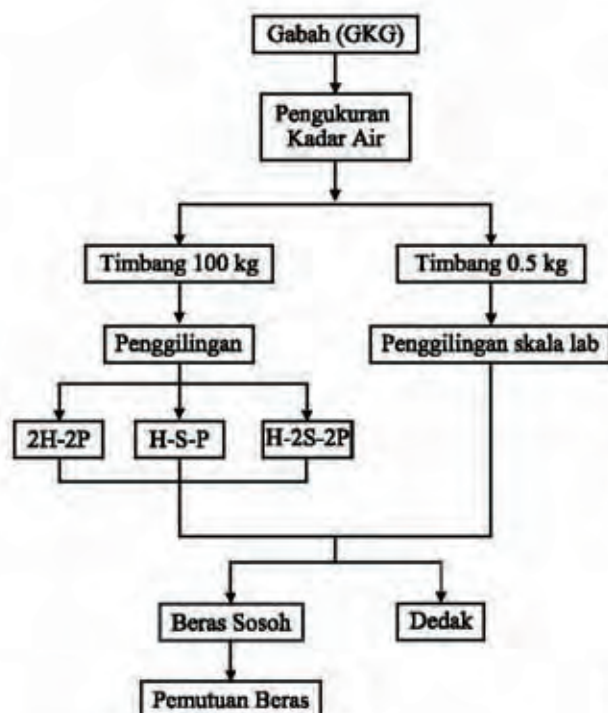 Gabah (GKG)
Pengukuran
Kadar Air
Timbang 100 kg
Timbang 0.5 kg
Penggilingan
Penggilingan skala lab
2H-2P
H-S-P
H-2S-2P
Beras Sosoh
Dedak
Pemutuan Beras